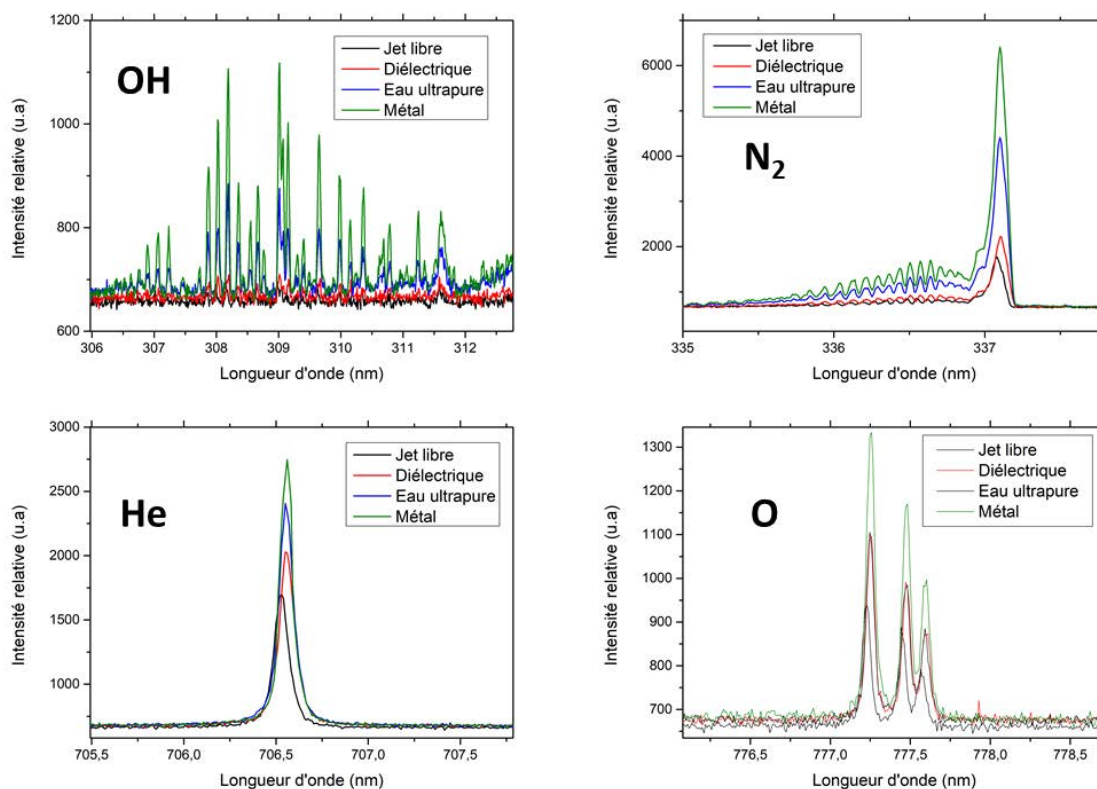 OH
Jet libre
Diélectrique
Eau ultrapure
Métal
Intensité relative (u.a)
1200
1000
800
600
306 307 308 309 310 311 312
Longueur d'onde (nm)
N2
Jet libre
Diélectrique
Eau ultrapure
Métal
Intensité relative (u.a)
6000
4000
2000
335 336 337
Longueur d'onde (nm)
He
Jet libre
Diélectrique
Eau ultrapure
Métal
Intensité relative (u.a)
3000
2500
2000
1500
1000
705,5 706,0 706,5 707,0 707,5
Longueur d'onde (nm)
O
Jet libre
Diélectrique
Eau ultrapure
Métal
Intensité relative (u.a)
1300
1200
1100
1000
900
800
700
776,5 777,0 777,5 778,0 778,5
Longueur d'onde (nm)